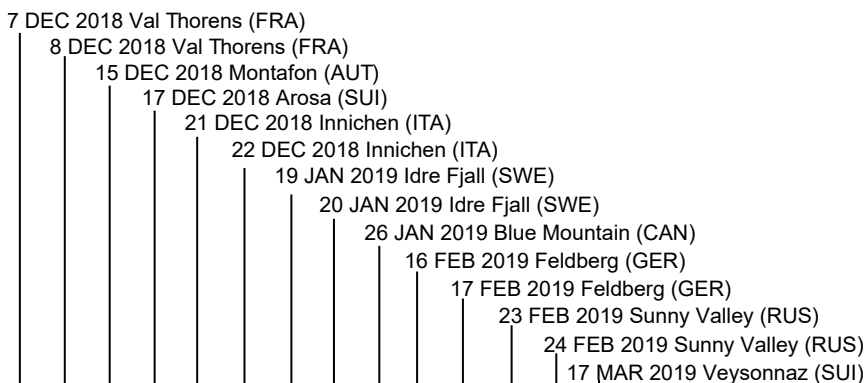 7 DEC 2018 Val Thorens (FRA)
8 DEC 2018 Val Thorens (FRA)
15 DEC 2018 Montafon (AUT)
17 DEC 2018 Arosa (SUI)
21 DEC 2018 Innichen (ITA)
22 DEC 2018 Innichen (ITA)
19 JAN 2019 Idre Fjall (SWE)
20 JAN 2019 Idre Fjall (SWE)
26 JAN 2019 Blue Mountain (CAN)
16 FEB 2019 Feldberg (GER)
17 FEB 2019 Feldberg (GER)
23 FEB 2019 Sunny Valley (RUS)
24 FEB 2019 Sunny Valley (RUS)
17 MAR 2019 Veysonnaz (SUI)